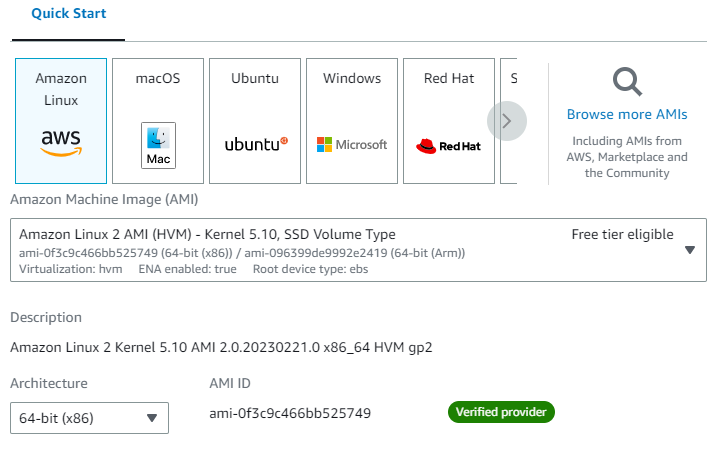 Quick Start
Amazon Linux
aws
macOS
Mac
Ubuntu
ubuntu
Windows
Microsoft
Red Hat
Red Hat
S
Browse more AMIs
Including AMIs from
AWS, Marketplace and
the Community
Amazon Machine Image (AMI)
Amazon Linux 2 AMI (HVM) - Kernel 5.10, SSD Volume Type
Free tier eligible
ami-0f3c9c466bb525749 (64-bit (x86)) / ami-096399de9992e2419 (64-bit (Arm))
Virtualization: hvm ENA enabled: true Root device type: ebs
Description
Amazon Linux 2 Kernel 5.10 AMI 2.0.20230221.0 x86_64 HVM gp2
Architecture
AMI ID
64-bit (x86)
ami-0f3c9c466bb525749
Verified provider